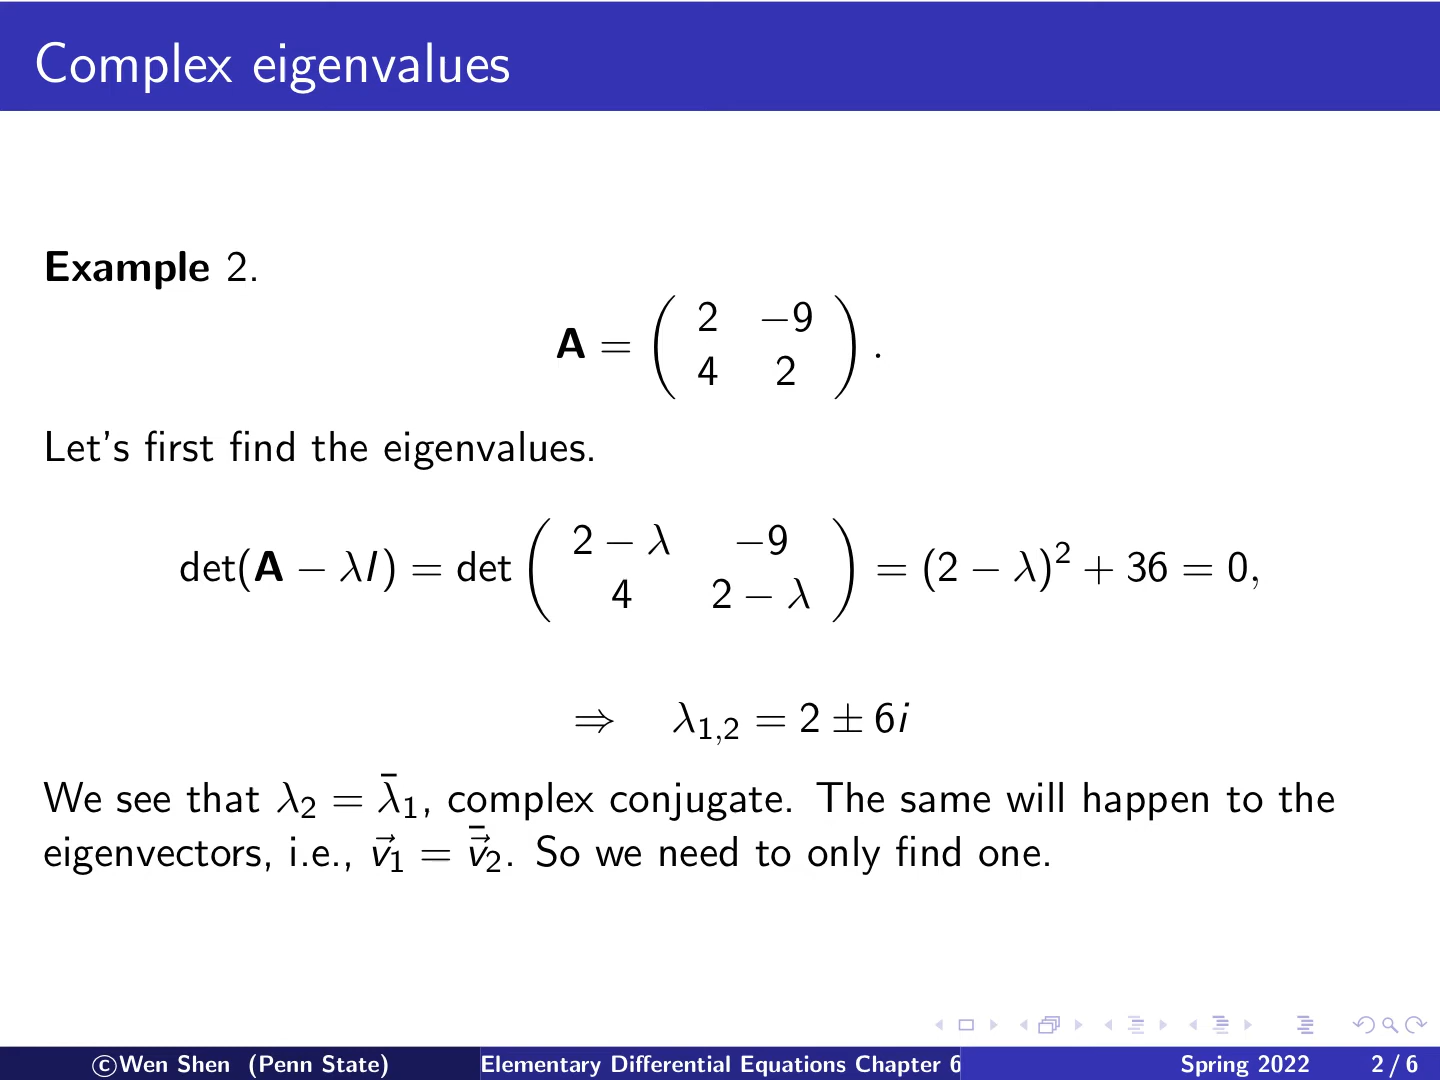 Complex eigenvalues
Example 2.
A = ( 2 −9
4 2 ) .
Let's first find the eigenvalues.
det(A − λI) = det ( 2 − λ −9
4 2 − λ ) = (2 − λ)² + 36 = 0,
⇒ λ₁,₂ = 2 ± 6i
We see that λ₂ = λ̄₁, complex conjugate. The same will happen to the
eigenvectors, i.e., v⃗₁ = v̄⃗₂. So we need to only find one.
©Wen Shen (Penn State) Elementary Differential Equations Chapter 6 Spring 2022 2 / 6